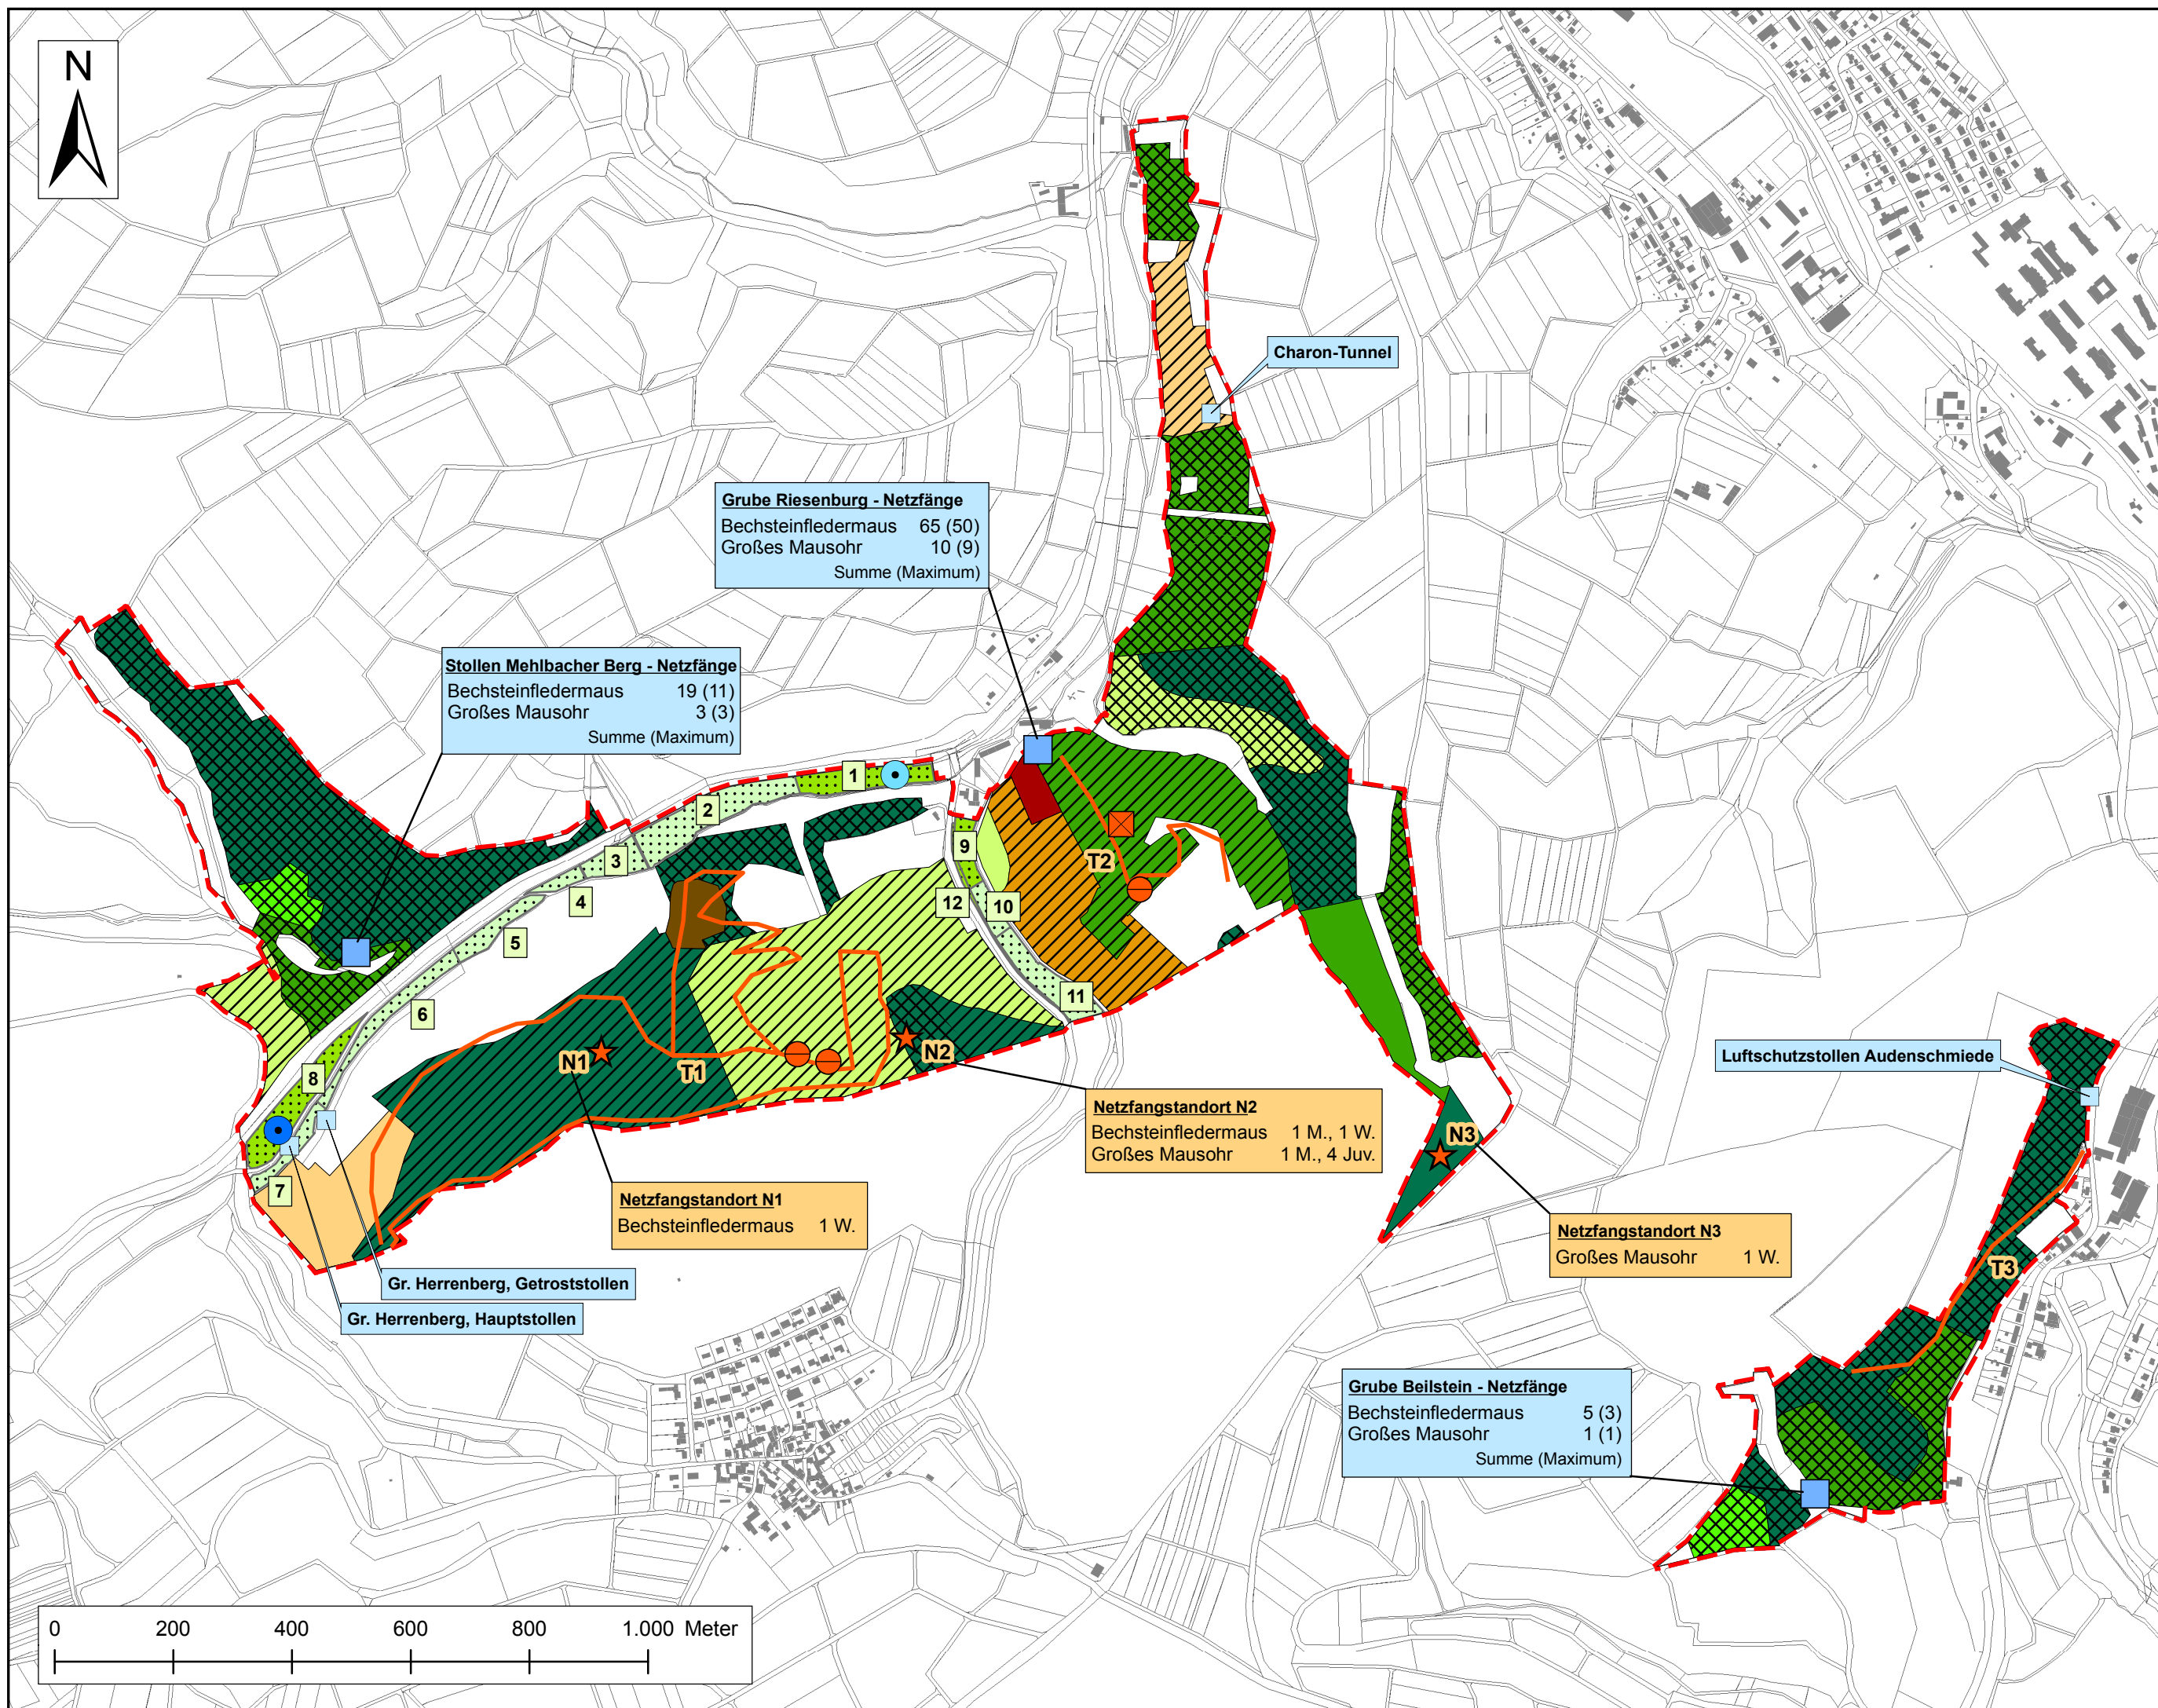 N
Charon-Tunnel
Grube Riesenburg - Netzfänge
Bechsteinfledermaus 65 (50)
Großes Mausohr 10 (9)
Summe (Maximum)
Stollen Mehlbacher Berg - Netzfänge
Bechsteinfledermaus 19 (11)
Großes Mausohr 3 (3)
Summe (Maximum)
1
2
3
4
5
6
7
8
9
10
11
12
T2
N1
T1
N2
N3
T3
Luftschutzstollen Audenschmiede
Netzfangstandort N2
Bechsteinfledermaus 1 M., 1 W.
Großes Mausohr 1 M., 4 Juv.
Netzfangstandort N1
Bechsteinfledermaus 1 W.
Netzfangstandort N3
Großes Mausohr 1 W.
Gr. Herrenberg, Getroststollen
Gr. Herrenberg, Hauptstollen
Grube Beilstein - Netzfänge
Bechsteinfledermaus 5 (3)
Großes Mausohr 1 (1)
Summe (Maximum)
0 200 400 600 800 1.000 Meter